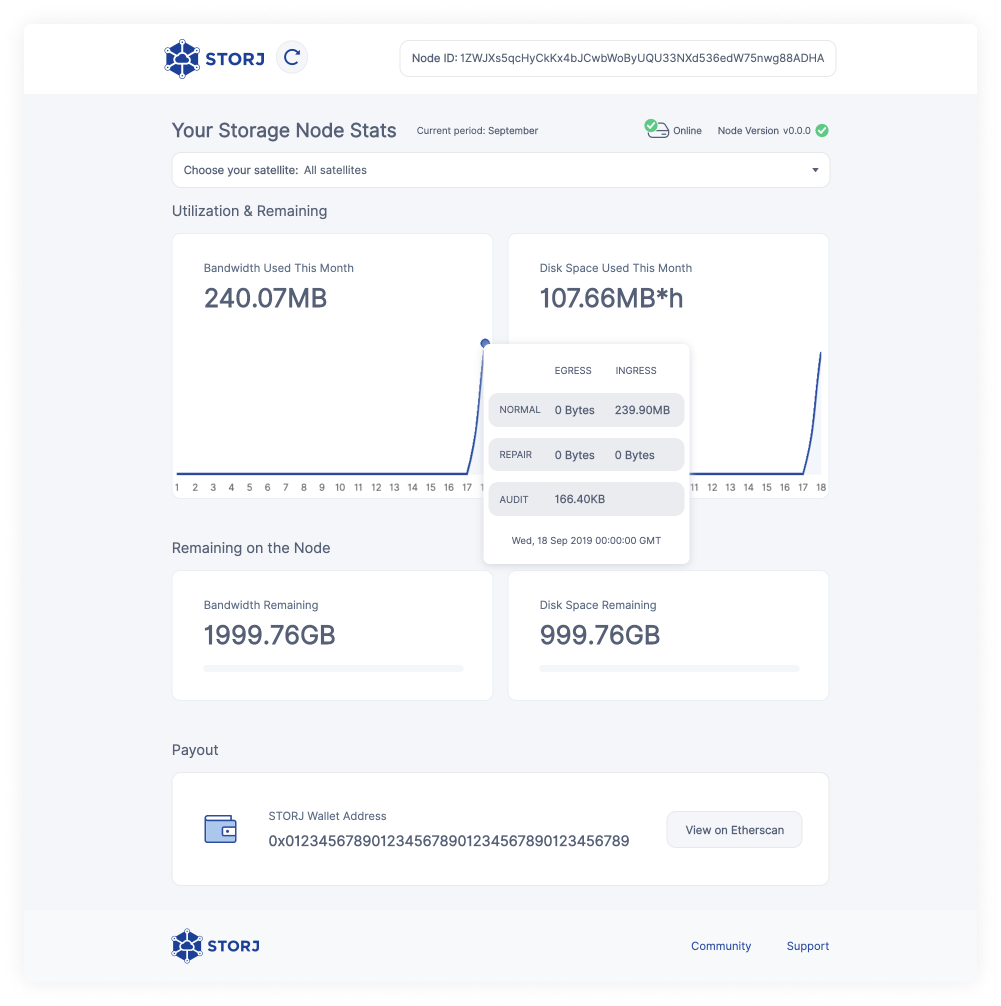 STORJ
Node ID: 1ZWJXs5qcHyCkKx4bJCwbWoByUQU33NXd536edW75nwg88ADHA
Your Storage Node Stats Current period: September Online Node Version v0.0.0
Choose your satellite: All satellites
Utilization & Remaining
Bandwidth Used This Month
240.07MB
Disk Space Used This Month
107.66MB*h
EGRESS INGRESS
NORMAL 0 Bytes 239.90MB
REPAIR 0 Bytes 0 Bytes
AUDIT 166.40KB
Wed, 18 Sep 2019 00:00:00 GMT
1 2 3 4 5 6 7 8 9 10 11 12 13 14 15 16 17
11 12 13 14 15 16 17 18
Remaining on the Node
Bandwidth Remaining
1999.76GB
Disk Space Remaining
999.76GB
Payout
STORJ Wallet Address
0x0123456789012345678901234567890123456789
View on Etherscan
STORJ
Community Support